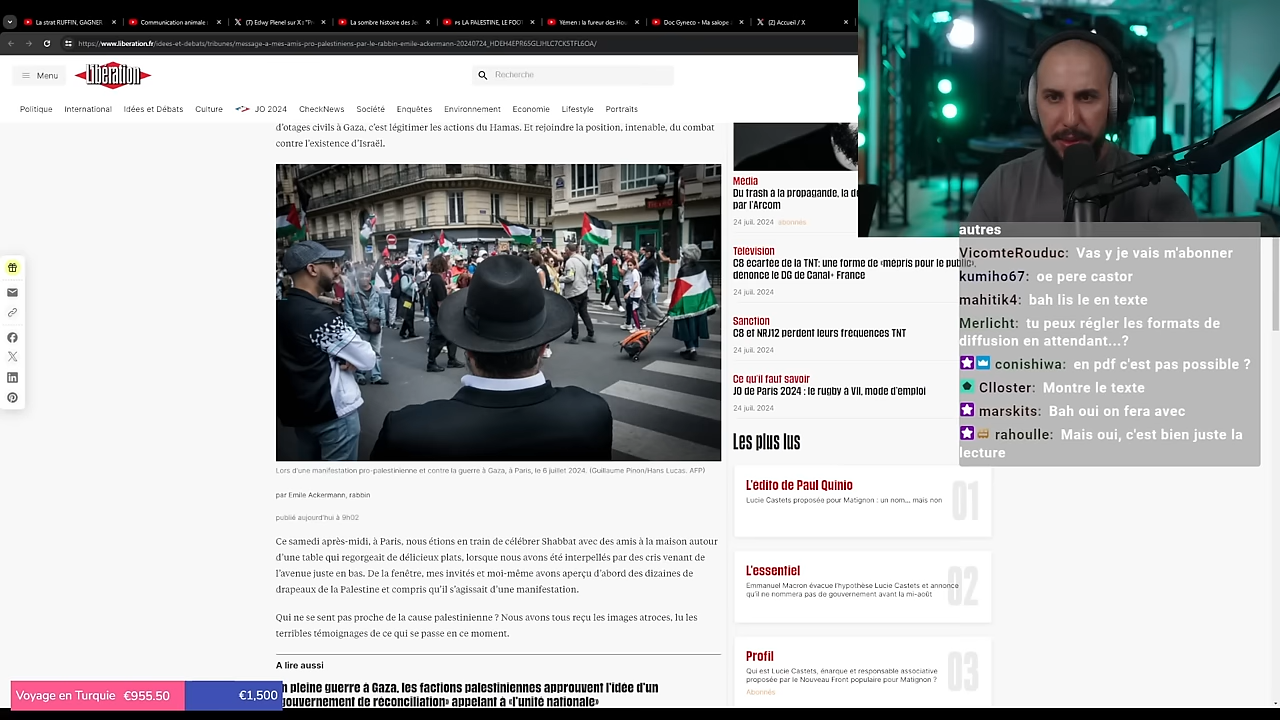 La strat RUFFIN, GAGNER
Communication animale
(7) Edwy Plenel sur X : "Pr
La sombre histoire des Je
PS LA PALESTINE, LE FOO
Yémen : la fureur des Hou
Doc Gyneco - Ma salope
(2) Accueil / X
https://www.liberation.fr/idees-et-debats/tribunes/message-a-mes-amis-pro-palestiniens-par-le-rabbin-emile-ackermann-20240724_HDEH4EPR65GLJHLC7CK5TFL6OA/
Menu
Libération
Recherche
Politique
International
Idées et Débats
Culture
JO 2024
CheckNews
Société
Enquêtes
Environnement
Economie
Lifestyle
Portraits
d'otages civils à Gaza, c'est légitimer les actions du Hamas. Et rejoindre la position, intenable, du combat
contre l'existence d'Israël.
Lors d'une manifestation pro-palestinienne et contre la guerre à Gaza, à Paris, le 6 juillet 2024. (Guillaume Pinon/Hans Lucas. AFP)
par Emile Ackermann, rabbin
publié aujourd'hui à 9h02
Ce samedi après-midi, à Paris, nous étions en train de célébrer Shabbat avec des amis à la maison autour
d'une table qui regorgeait de délicieux plats, lorsque nous avons été interpellés par des cris venant de
l'avenue juste en bas. De la fenêtre, mes invités et moi-même avons aperçu d'abord des dizaines de
drapeaux de la Palestine et compris qu'il s'agissait d'une manifestation.
Qui ne se sent pas proche de la cause palestinienne ? Nous avons tous reçu les images atroces, lu les
terribles témoignages de ce qui se passe en ce moment.
A lire aussi
n pleine guerre à Gaza, les factions palestiniennes approuvent l'idée d'un
gouvernement de réconciliation» appelant à «l'unité nationale»
Media
Du trash à la propagande, la d
par l'Arcom
24 juil. 2024 abonnés
Télévision
C8 écartée de la TNT: une forme de «mépris pour le public»,
dénonce le DG de Canal+ France
24 juil. 2024
Sanction
C8 et NRJ12 perdent leurs fréquences TNT
24 juil. 2024
Ce qu'il faut savoir
JO de Paris 2024 : le rugby à VII, mode d'emploi
24 juil. 2024
Les plus lus
L'édito de Paul Quinio
Lucie Castets proposée pour Matignon : un nom... mais non
01
L'essentiel
Emmanuel Macron évacue l'hypothèse Lucie Castets et annonce
qu'il ne nommera pas de gouvernement avant la mi-août
02
Profil
Qui est Lucie Castets, énarque et responsable associative
proposée par le Nouveau Front populaire pour Matignon ?
Abonnés
03
autres
VicomteRouduc: Vas y je vais m'abonner
kumiho67: oe pere castor
mahitik4: bah lis le en texte
Merlicht: tu peux régler les formats de
diffusion en attendant...?
conishiwa: en pdf c'est pas possible ?
Clloster: Montre le texte
marskits: Bah oui on fera avec
rahoulle: Mais oui, c'est bien juste la
lecture
Voyage en Turquie €955.50
€1,500